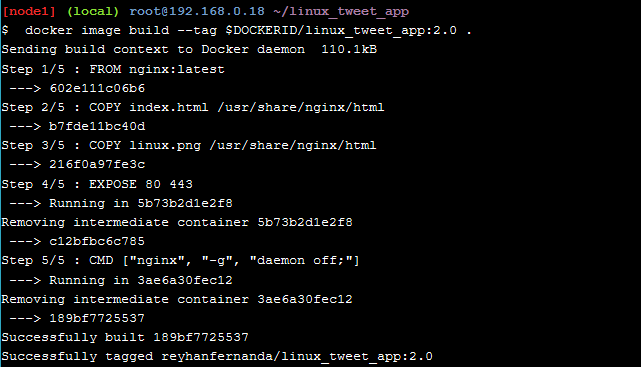 [node1] (local) root@192.168.0.18 ~/linux_tweet_app
$  docker image build --tag $DOCKERID/linux_tweet_app:2.0 .
Sending build context to Docker daemon  110.1kB
Step 1/5 : FROM nginx:latest
 ---> 602e111c06b6
Step 2/5 : COPY index.html /usr/share/nginx/html
 ---> b7fde11bc40d
Step 3/5 : COPY linux.png /usr/share/nginx/html
 ---> 216f0a97fe3c
Step 4/5 : EXPOSE 80 443
 ---> Running in 5b73b2d1e2f8
Removing intermediate container 5b73b2d1e2f8
 ---> c12bfbc6c785
Step 5/5 : CMD ["nginx", "-g", "daemon off;"]
 ---> Running in 3ae6a30fec12
Removing intermediate container 3ae6a30fec12
 ---> 189bf7725537
Successfully built 189bf7725537
Successfully tagged reyhanfernanda/linux_tweet_app:2.0